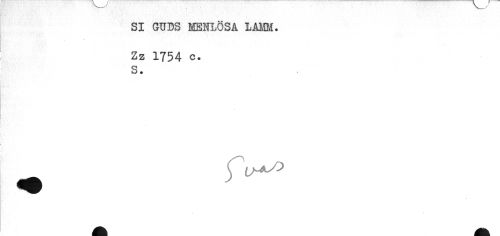 SI GUDS MENLÖSA LAMM.
Zz 1754 c.
S.
Svas